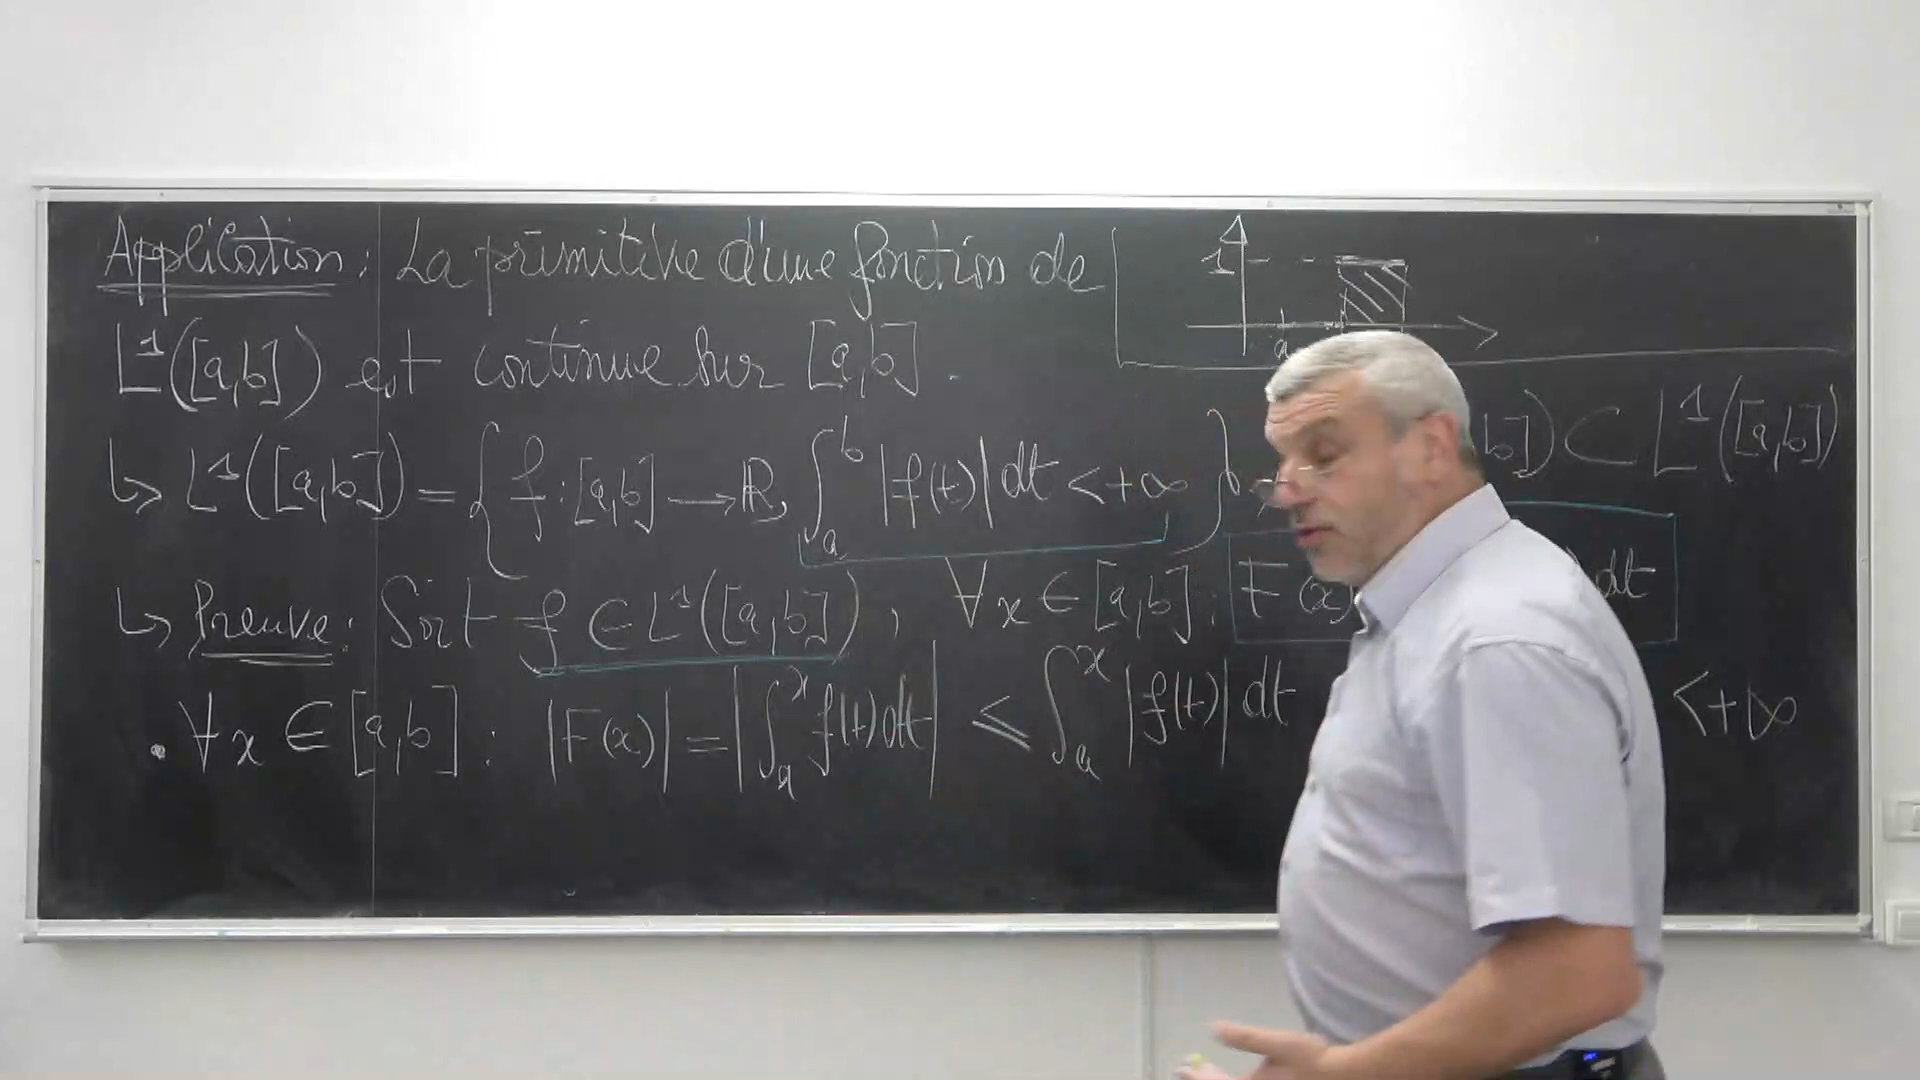 Application : La primitive d'une fonction de
L¹([a,b]) est continue sur [a,b].
1
a
↳ L¹([a,b]) = { f : [a,b] → ℝ, ∫_a^b |f(t)| dt < +∞ }
b]) ⊂ L¹([a,b])
↳ Preuve : Soit f ∈ L¹([a,b]), ∀x ∈ [a,b] : F(x) dt
• ∀x ∈ [a,b] : |F(x)| = |∫_a^x f(t) dt| ⩽ ∫_a^x |f(t)| dt < +∞